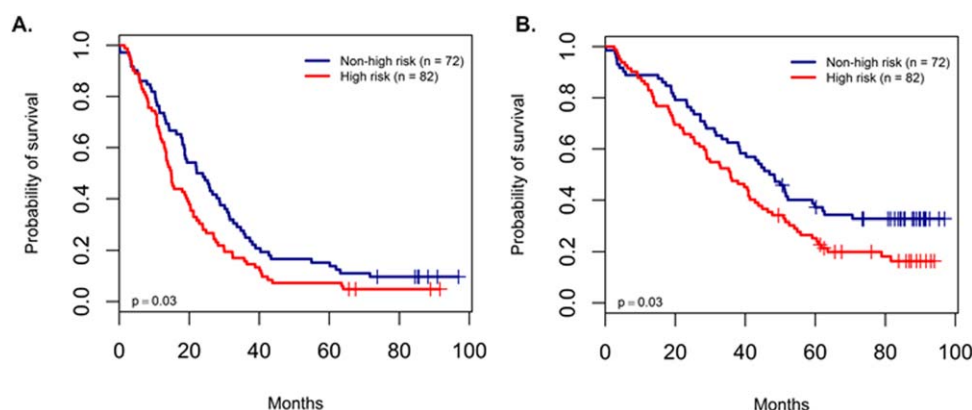 A.
Probability of survival
1.0
0.8
0.6
0.4
0.2
0.0
Non-high risk (n = 72)
High risk (n = 82)
p = 0.03
0 20 40 60 80 100
Months
B.
Probability of survival
1.0
0.8
0.6
0.4
0.2
0.0
Non-high risk (n = 72)
High risk (n = 82)
p = 0.03
0 20 40 60 80 100
Months